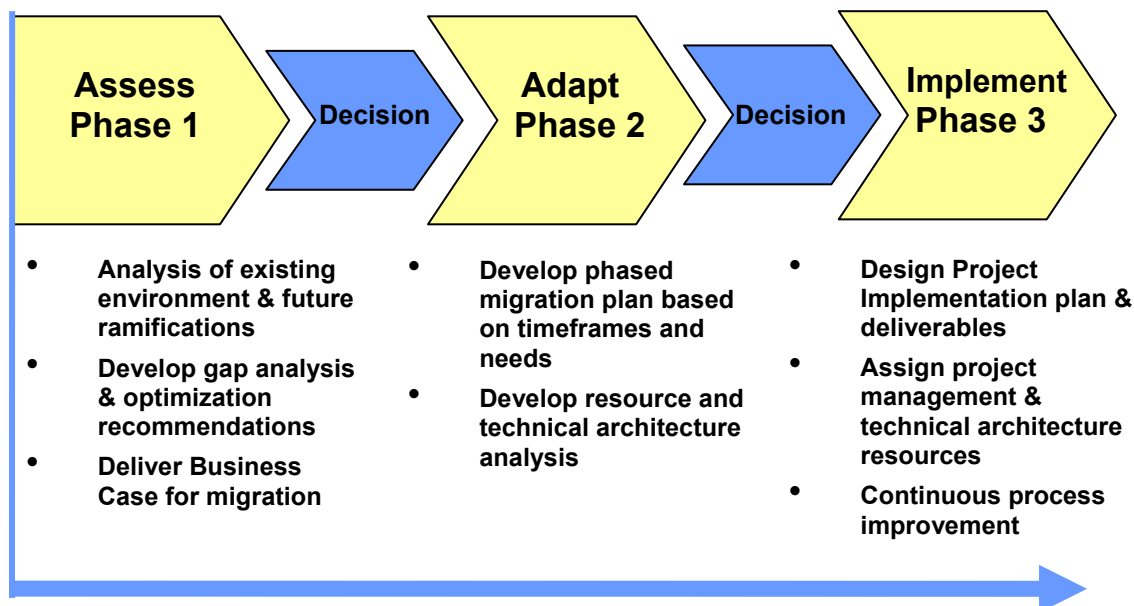 Assess
Phase 1
Decision
Adapt
Phase 2
Decision
Implement
Phase 3
• Analysis of existing
environment & future
ramifications
• Develop gap analysis
& optimization
recommendations
• Deliver Business
Case for migration
• Develop phased
migration plan based
on timeframes and
needs
• Develop resource and
technical architecture
analysis
• Design Project
Implementation plan &
deliverables
• Assign project
management &
technical architecture
resources
• Continuous process
improvement